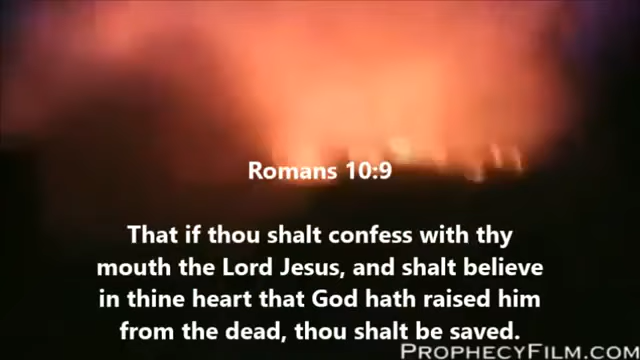 Romans 10:9
That if thou shalt confess with thy
mouth the Lord Jesus, and shalt believe
in thine heart that God hath raised him
from the dead, thou shalt be saved.
PROPHECYFILM.COM